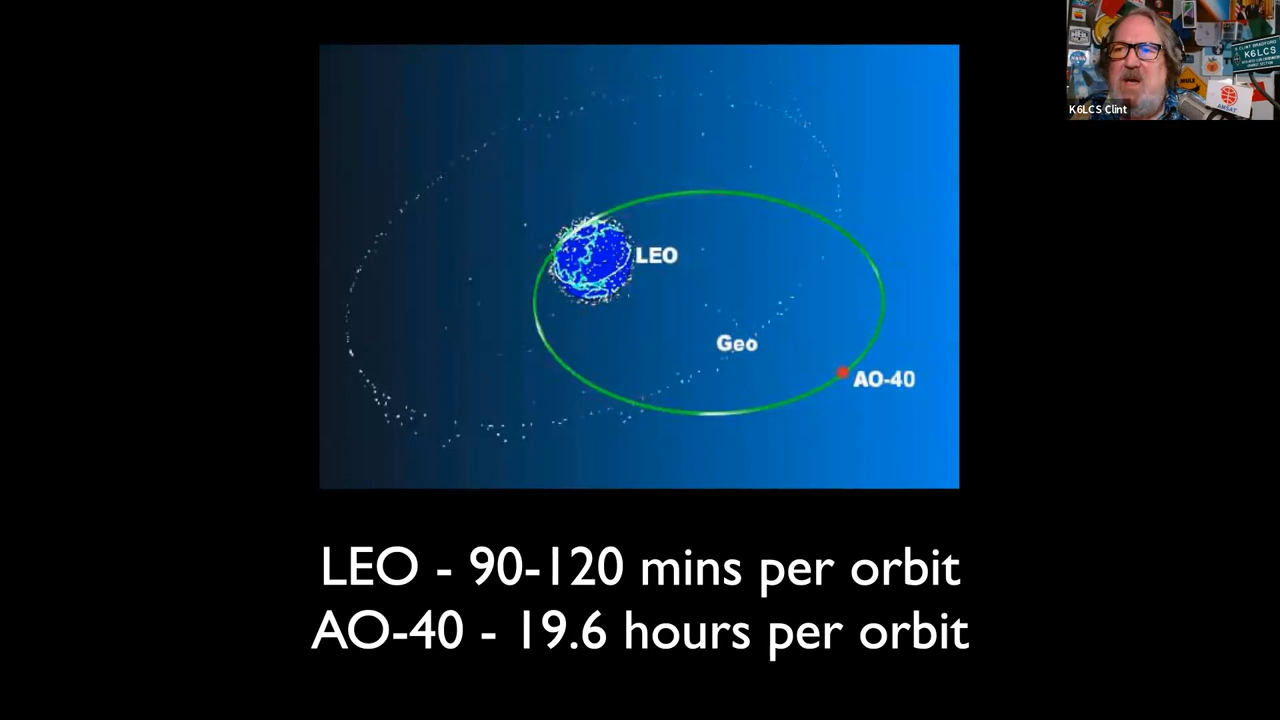 LEO
Geo
AO-40
LEO - 90-120 mins per orbit
AO-40 - 19.6 hours per orbit
K6LCS
K6LCS Clint